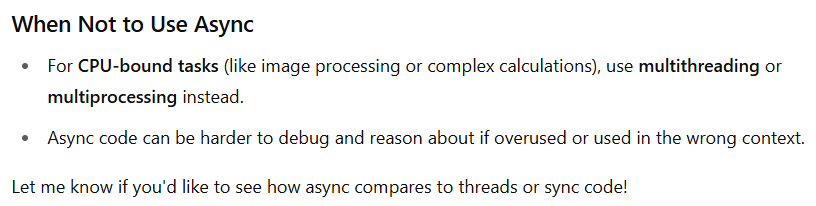 When Not to Use Async
• For CPU-bound tasks (like image processing or complex calculations), use multithreading or
multiprocessing instead.
• Async code can be harder to debug and reason about if overused or used in the wrong context.
Let me know if you'd like to see how async compares to threads or sync code!